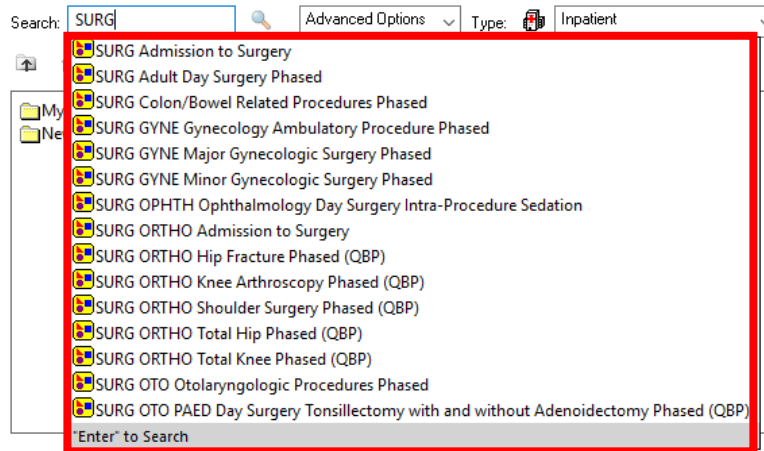 Search: SURG Advanced Options Type: Inpatient
SURG Admission to Surgery
SURG Adult Day Surgery Phased
SURG Colon/Bowel Related Procedures Phased
My
SURG GYNE Gynecology Ambulatory Procedure Phased
SURG GYNE Major Gynecologic Surgery Phased
SURG GYNE Minor Gynecologic Surgery Phased
SURG OPHTH Ophthalmology Day Surgery Intra-Procedure Sedation
SURG ORTHO Admission to Surgery
SURG ORTHO Hip Fracture Phased (QBP)
SURG ORTHO Knee Arthroscopy Phased (QBP)
SURG ORTHO Shoulder Surgery Phased (QBP)
SURG ORTHO Total Hip Phased (QBP)
SURG ORTHO Total Knee Phased (QBP)
SURG OTO Otolaryngologic Procedures Phased
SURG OTO PAED Day Surgery Tonsillectomy with and without Adenoidectomy Phased (QBP)
"Enter" to Search